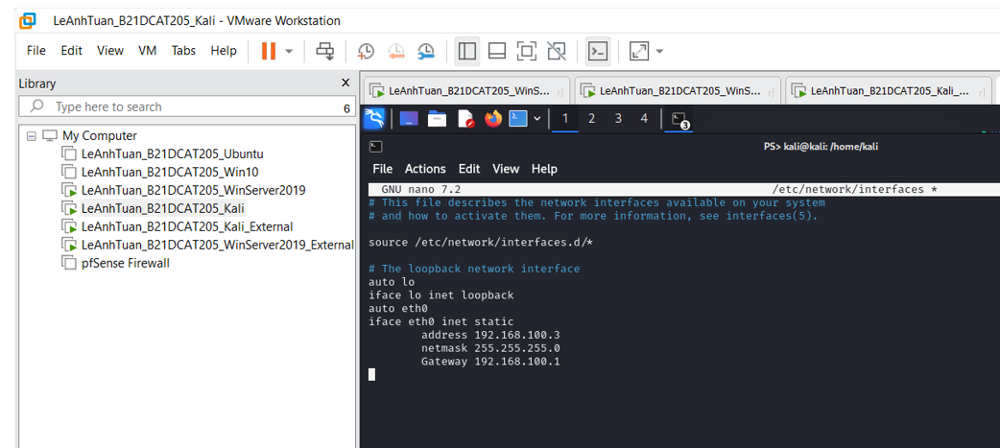 LeAnhTuan_B21DCAT205_Kali - VMware Workstation
File Edit View VM Tabs Help
Library X
Type here to search 6
My Computer
LeAnhTuan_B21DCAT205_Ubuntu
LeAnhTuan_B21DCAT205_Win10
LeAnhTuan_B21DCAT205_WinServer2019
LeAnhTuan_B21DCAT205_Kali
LeAnhTuan_B21DCAT205_Kali_External
LeAnhTuan_B21DCAT205_WinServer2019_External
pfSense Firewall
LeAnhTuan_B21DCAT205_WinS... LeAnhTuan_B21DCAT205_WinS... LeAnhTuan_B21DCAT205_Kali_...
1 2 3 4 3
PS> kali@kali: /home/kali
File Actions Edit View Help
GNU nano 7.2 /etc/network/interfaces *
# This file describes the network interfaces available on your system
# and how to activate them. For more information, see interfaces(5).
source /etc/network/interfaces.d/*
# The loopback network interface
auto lo
iface lo inet loopback
auto eth0
iface eth0 inet static
address 192.168.100.3
netmask 255.255.255.0
Gateway 192.168.100.1